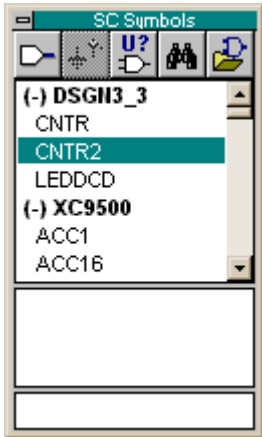 SC Symbols
U?
(-) DSGN3_3
CNTR
CNTR2
LEDDCD
(-) XC9500
ACC1
ACC16